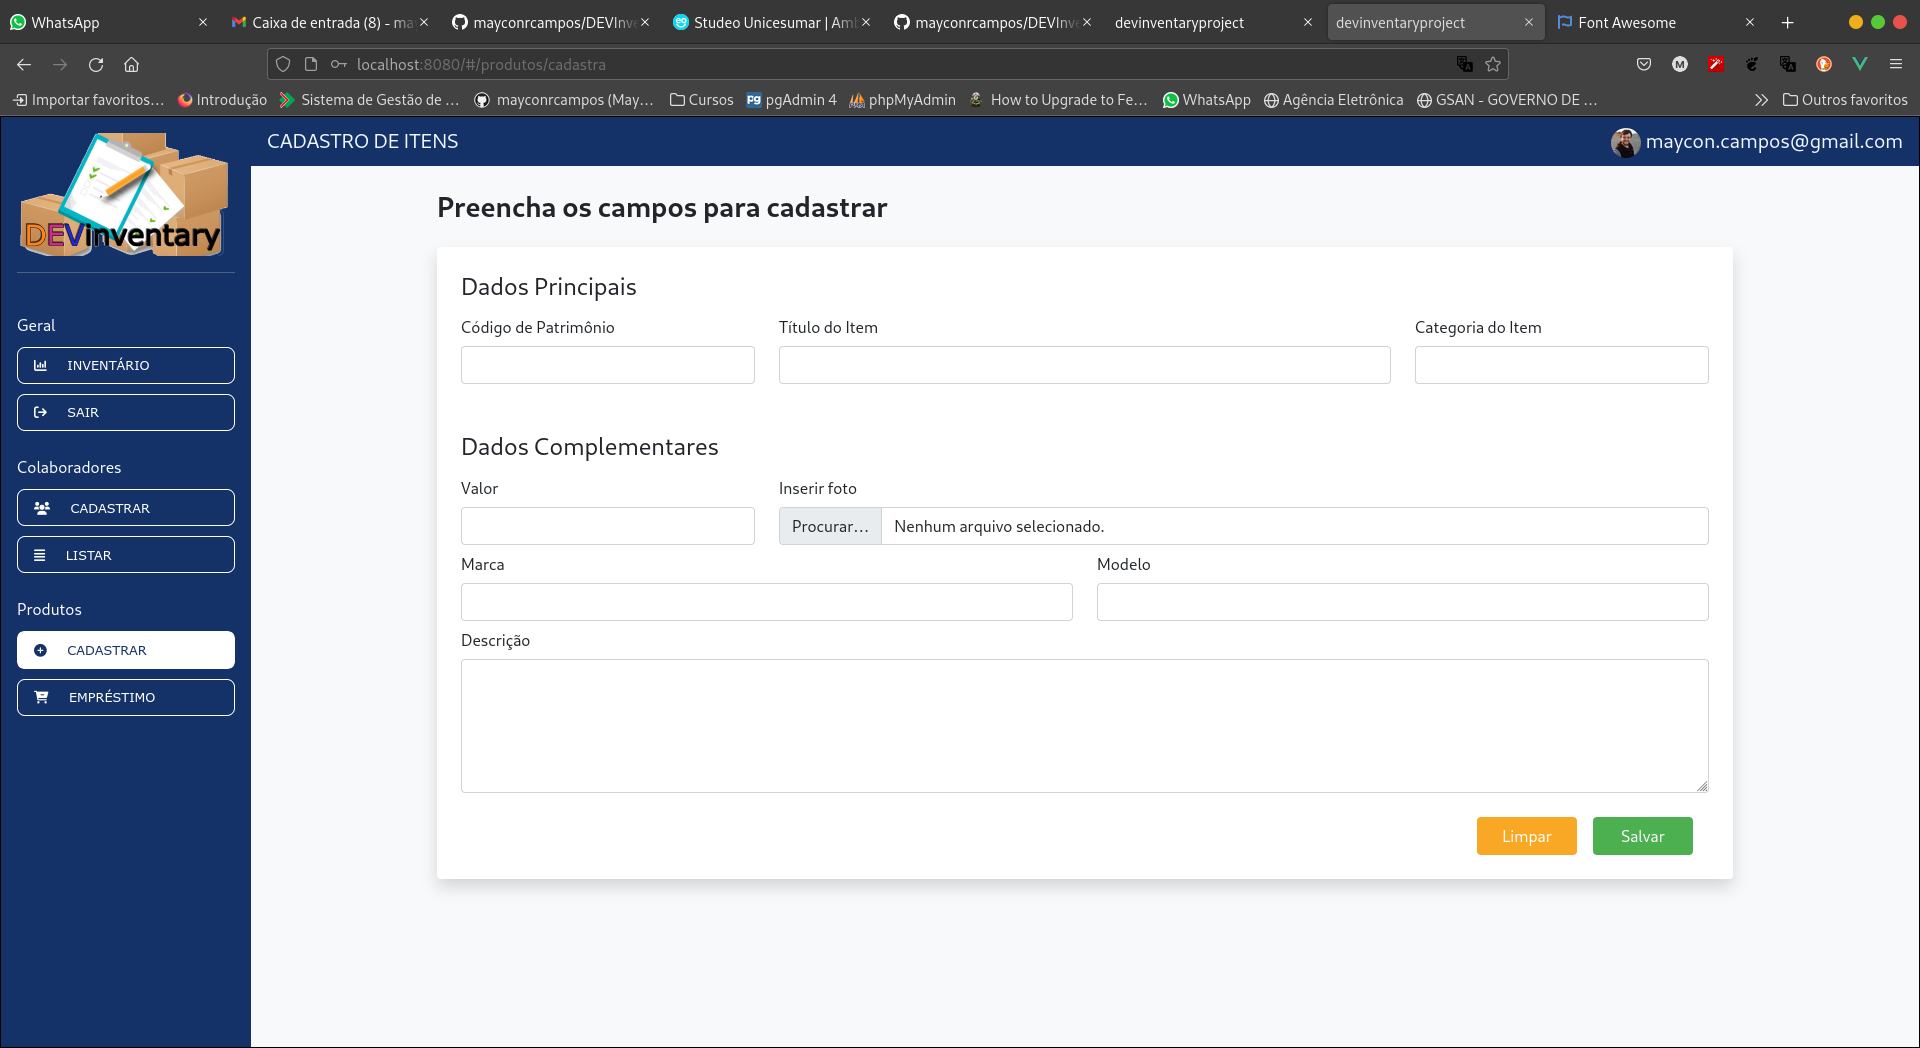 WhatsApp
Caixa de entrada (8) - ma
mayconrcampos/DEVInve
Studeo Unicesumar | Aml
mayconrcampos/DEVInve
devinventaryproject
devinventaryproject
Font Awesome
localhost:8080/#/produtos/cadastra
M
Importar favoritos…
Introdução
Sistema de Gestão de …
mayconrcampos (May…
Cursos
pgAdmin 4
phpMyAdmin
How to Upgrade to Fe…
WhatsApp
Agência Eletrônica
GSAN - GOVERNO DE …
Outros favoritos
DEVinventary
CADASTRO DE ITENS
maycon.campos@gmail.com
Geral
INVENTÁRIO
SAIR
Colaboradores
CADASTRAR
LISTAR
Produtos
CADASTRAR
EMPRÉSTIMO
Preencha os campos para cadastrar
Dados Principais
Código de Patrimônio
Título do Item
Categoria do Item
Dados Complementares
Valor
Inserir foto
Procurar…
Nenhum arquivo selecionado.
Marca
Modelo
Descrição
Limpar
Salvar